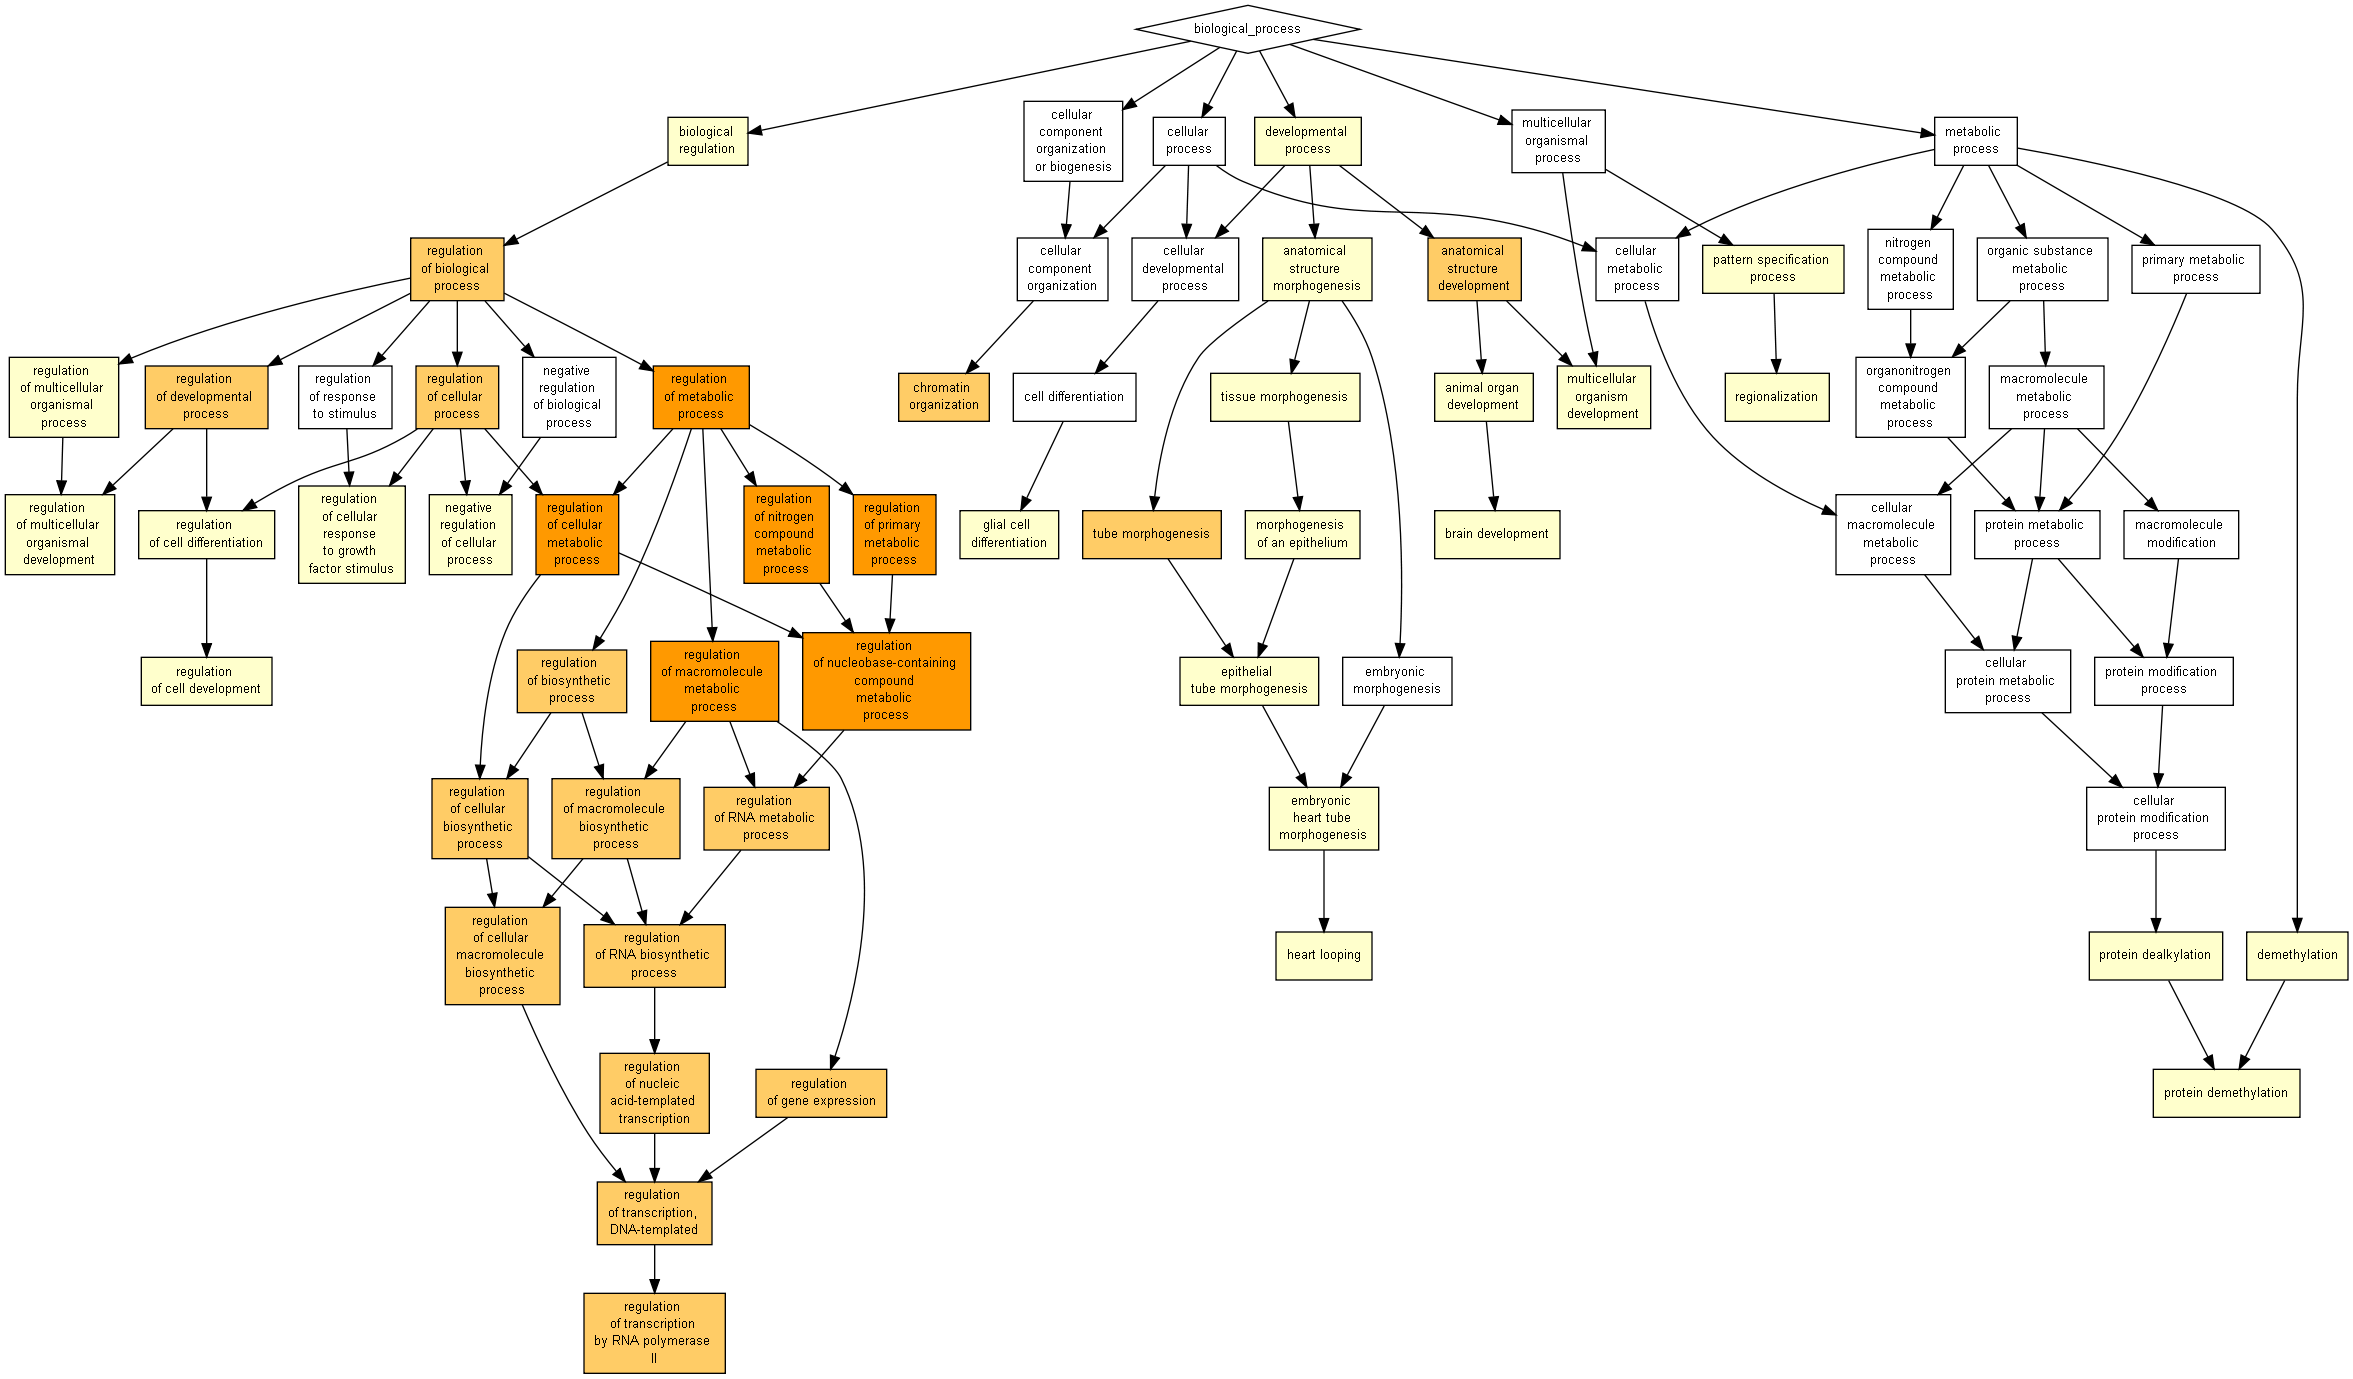 biological_process
biological
regulation
cellular
component
organization
or biogenesis
cellular
process
developmental
process
multicellular
organismal
process
metabolic
process
regulation
of biological
process
cellular
component
organization
cellular
developmental
process
anatomical
structure
morphogenesis
anatomical
structure
development
cellular
metabolic
process
pattern specification
process
nitrogen
compound
metabolic
process
organic substance
metabolic
process
primary metabolic
process
regulation
of multicellular
organismal
process
regulation
of developmental
process
regulation
of response
to stimulus
regulation
of cellular
process
negative
regulation
of biological
process
regulation
of metabolic
process
chromatin
organization
cell differentiation
tissue morphogenesis
animal organ
development
multicellular
organism
development
regionalization
organonitrogen
compound
metabolic
process
macromolecule
metabolic
process
regulation
of multicellular
organismal
development
regulation
of cell differentiation
regulation
of cellular
response
to growth
factor stimulus
negative
regulation
of cellular
process
regulation
of cellular
metabolic
process
regulation
of nitrogen
compound
metabolic
process
regulation
of primary
metabolic
process
glial cell
differentiation
tube morphogenesis
morphogenesis
of an epithelium
brain development
cellular
macromolecule
metabolic
process
protein metabolic
process
macromolecule
modification
regulation
of cell development
regulation
of biosynthetic
process
regulation
of macromolecule
metabolic
process
regulation
of nucleobase-containing
compound
metabolic
process
epithelial
tube morphogenesis
embryonic
morphogenesis
cellular
protein metabolic
process
protein modification
process
regulation
of cellular
biosynthetic
process
regulation
of macromolecule
biosynthetic
process
regulation
of RNA metabolic
process
embryonic
heart tube
morphogenesis
cellular
protein modification
process
regulation
of cellular
macromolecule
biosynthetic
process
regulation
of RNA biosynthetic
process
heart looping
protein dealkylation
demethylation
regulation
of nucleic
acid-templated
transcription
regulation
of gene expression
protein demethylation
regulation
of transcription,
DNA-templated
regulation
of transcription
by RNA polymerase
II